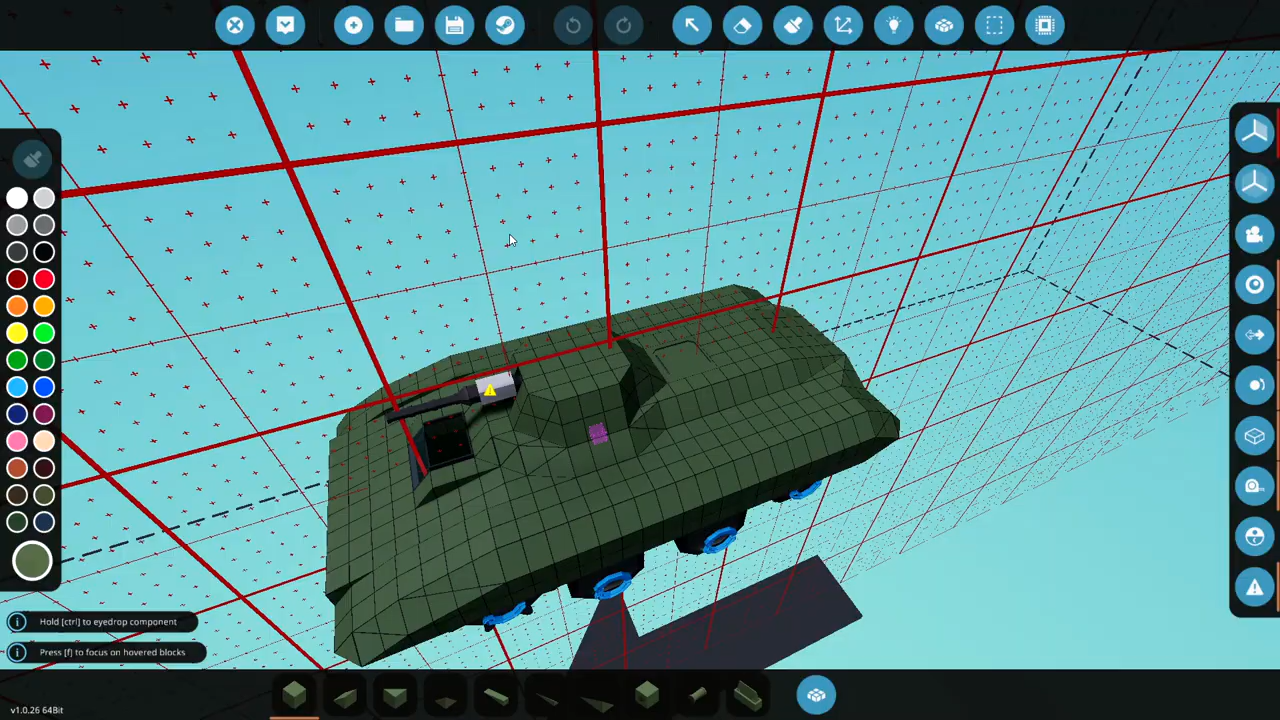 Hold [ctrl] to eyedrop component
Press [f] to focus on hovered blocks
v1.0.26 64Bit